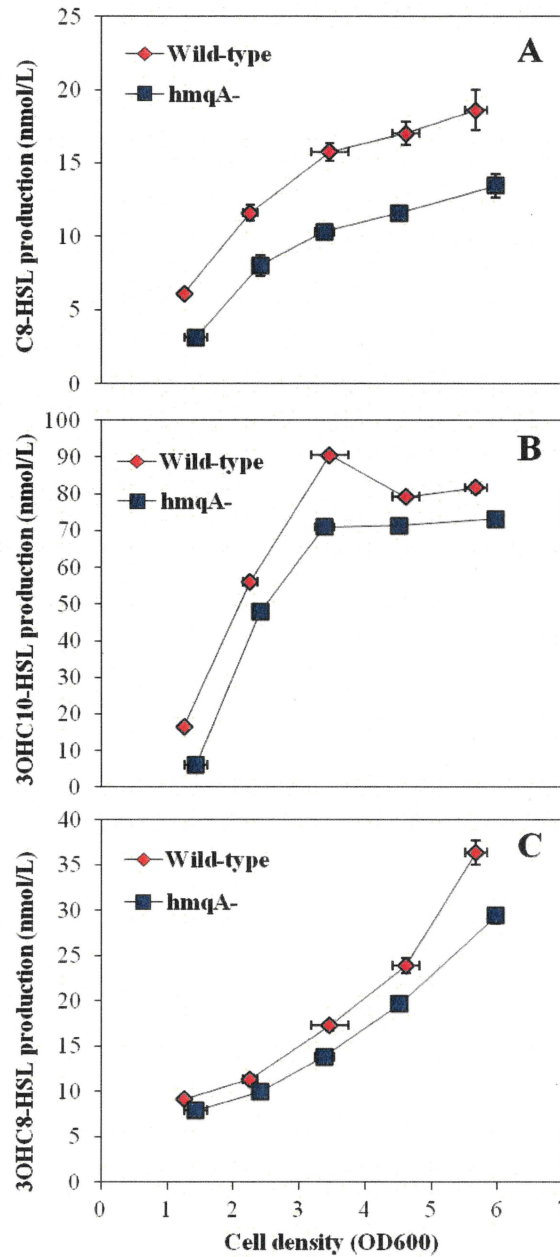 A
Wild-type
hmqA-
C8-HSL production (nmol/L)
25
20
15
10
5
0
B
Wild-type
hmqA-
3OHC10-HSL production (nmol/L)
100
90
80
70
60
50
40
30
20
10
0
C
Wild-type
hmqA-
3OHC8-HSL production (nmol/L)
40
35
30
25
20
15
10
5
0
0 1 2 3 4 5 6 7
Cell density (OD600)